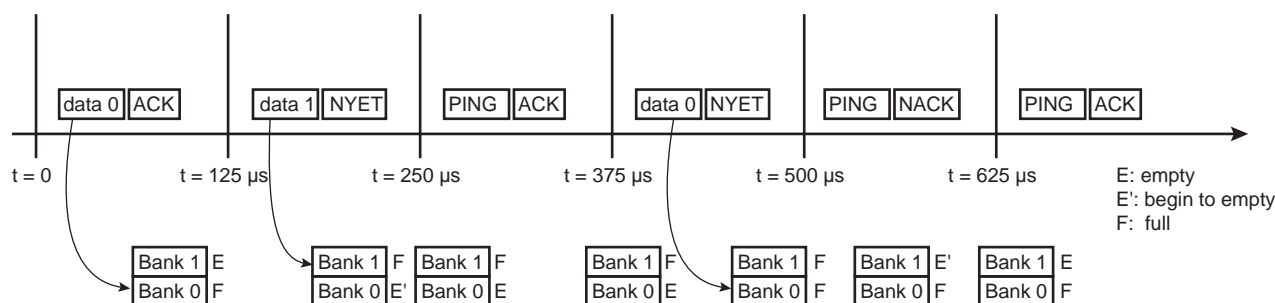 data 0 ACK data 1 NYET PING ACK data 0 NYET PING NACK PING ACK
t = 0 t = 125 µs t = 250 µs t = 375 µs t = 500 µs t = 625 µs E: empty
E': begin to empty
F: full
Bank 1 E Bank 1 F Bank 1 F Bank 1 F Bank 1 F Bank 1 E' Bank 1 E
Bank 0 F Bank 0 E' Bank 0 E Bank 0 E Bank 0 F Bank 0 F Bank 0 F